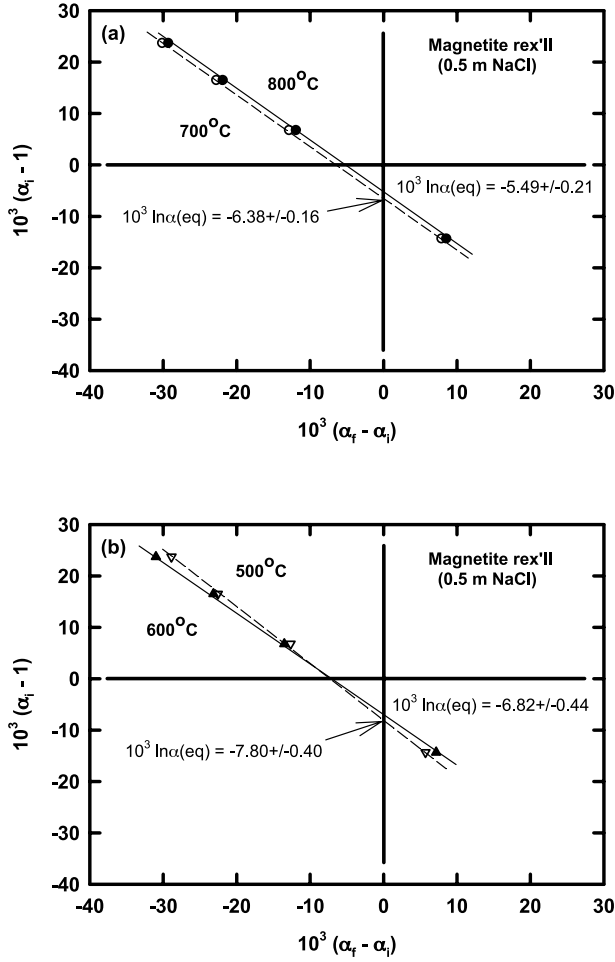 (a)
Magnetite rex'II
(0.5 m NaCl)
800°C
700°C
10³ lnα(eq) = -5.49+/-0.21
10³ lnα(eq) = -6.38+/-0.16
10³ (αi - 1)
30
20
10
0
-10
-20
-30
-40
-40 -30 -20 -10 0 10 20 30
10³ (αf - αi)
(b)
Magnetite rex'II
(0.5 m NaCl)
500°C
600°C
10³ lnα(eq) = -6.82+/-0.44
10³ lnα(eq) = -7.80+/-0.40
10³ (αi - 1)
30
20
10
0
-10
-20
-30
-40
-40 -30 -20 -10 0 10 20 30
10³ (αf - αi)